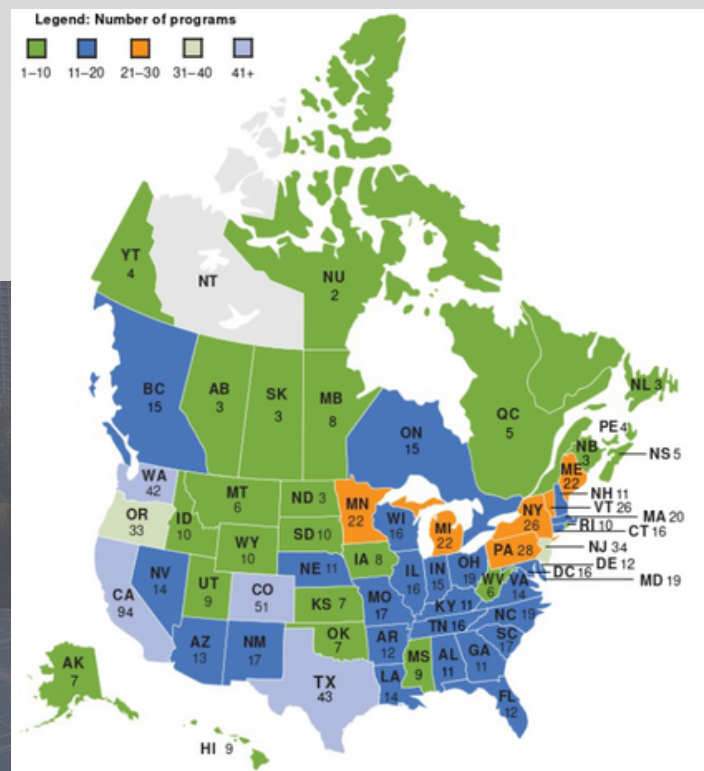 Legend: Number of programs
1–10 11–20 21–30 31–40 41+
YT
4
NT
NU
2
BC
15
AB
3
SK
3
MB
8
ON
15
QC
5
NL 3
PE 4
NB
3
NS 5
WA
42
OR
33
CA
94
NV
14
ID
10
MT
6
WY
10
UT
9
CO
51
AZ
13
NM
17
ND 3
SD 10
NE 11
KS 7
OK
7
TX
43
MN
22
IA 8
MO
17
AR
12
LA
14
WI
16
IL
16
MI
22
IN
15
OH
19
KY 11
TN 16
MS
9
AL
11
GA
11
FL
12
SC
17
NC 19
VA
14
WV
6
PA 28
NY
26
ME
22
NH 11
VT 26
MA 20
RI 10
CT 16
NJ 34
DE 12
DC 16
MD 19
AK
7
HI 9